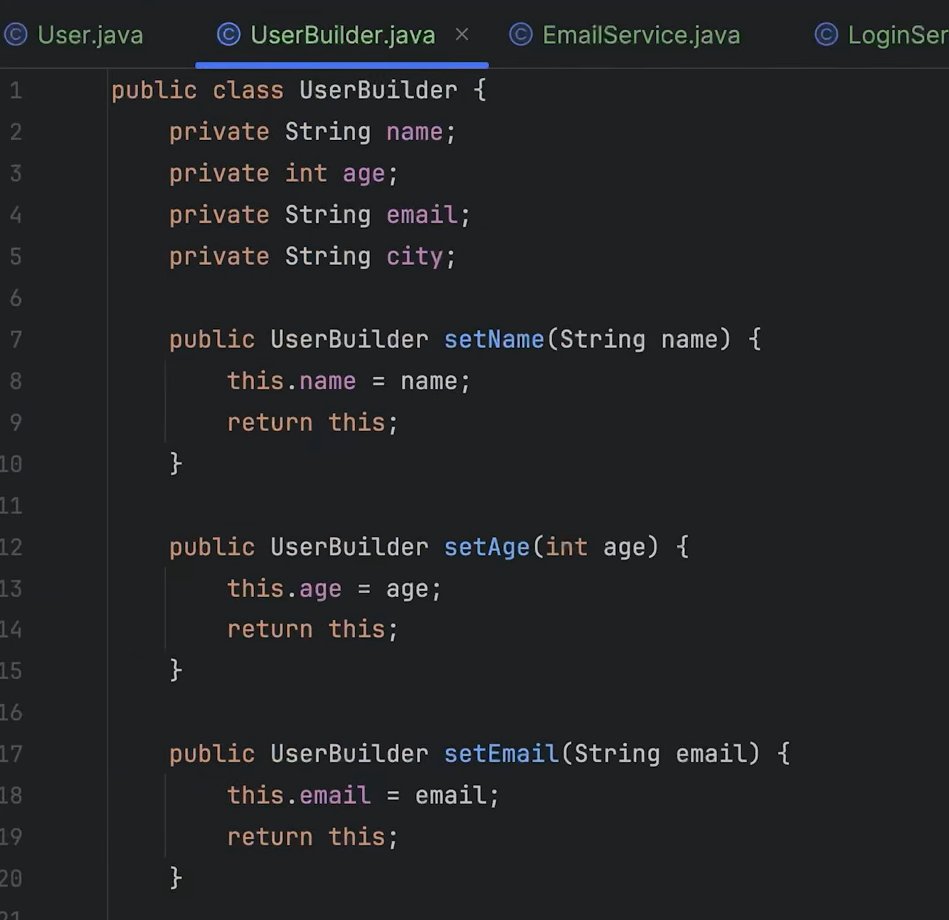 User.java UserBuilder.java × EmailService.java LoginSer
1 public class UserBuilder {
2     private String name;
3     private int age;
4     private String email;
5     private String city;
6
7     public UserBuilder setName(String name) {
8         this.name = name;
9         return this;
10     }
11
12     public UserBuilder setAge(int age) {
13         this.age = age;
14         return this;
15     }
16
17     public UserBuilder setEmail(String email) {
18         this.email = email;
19         return this;
20     }
21